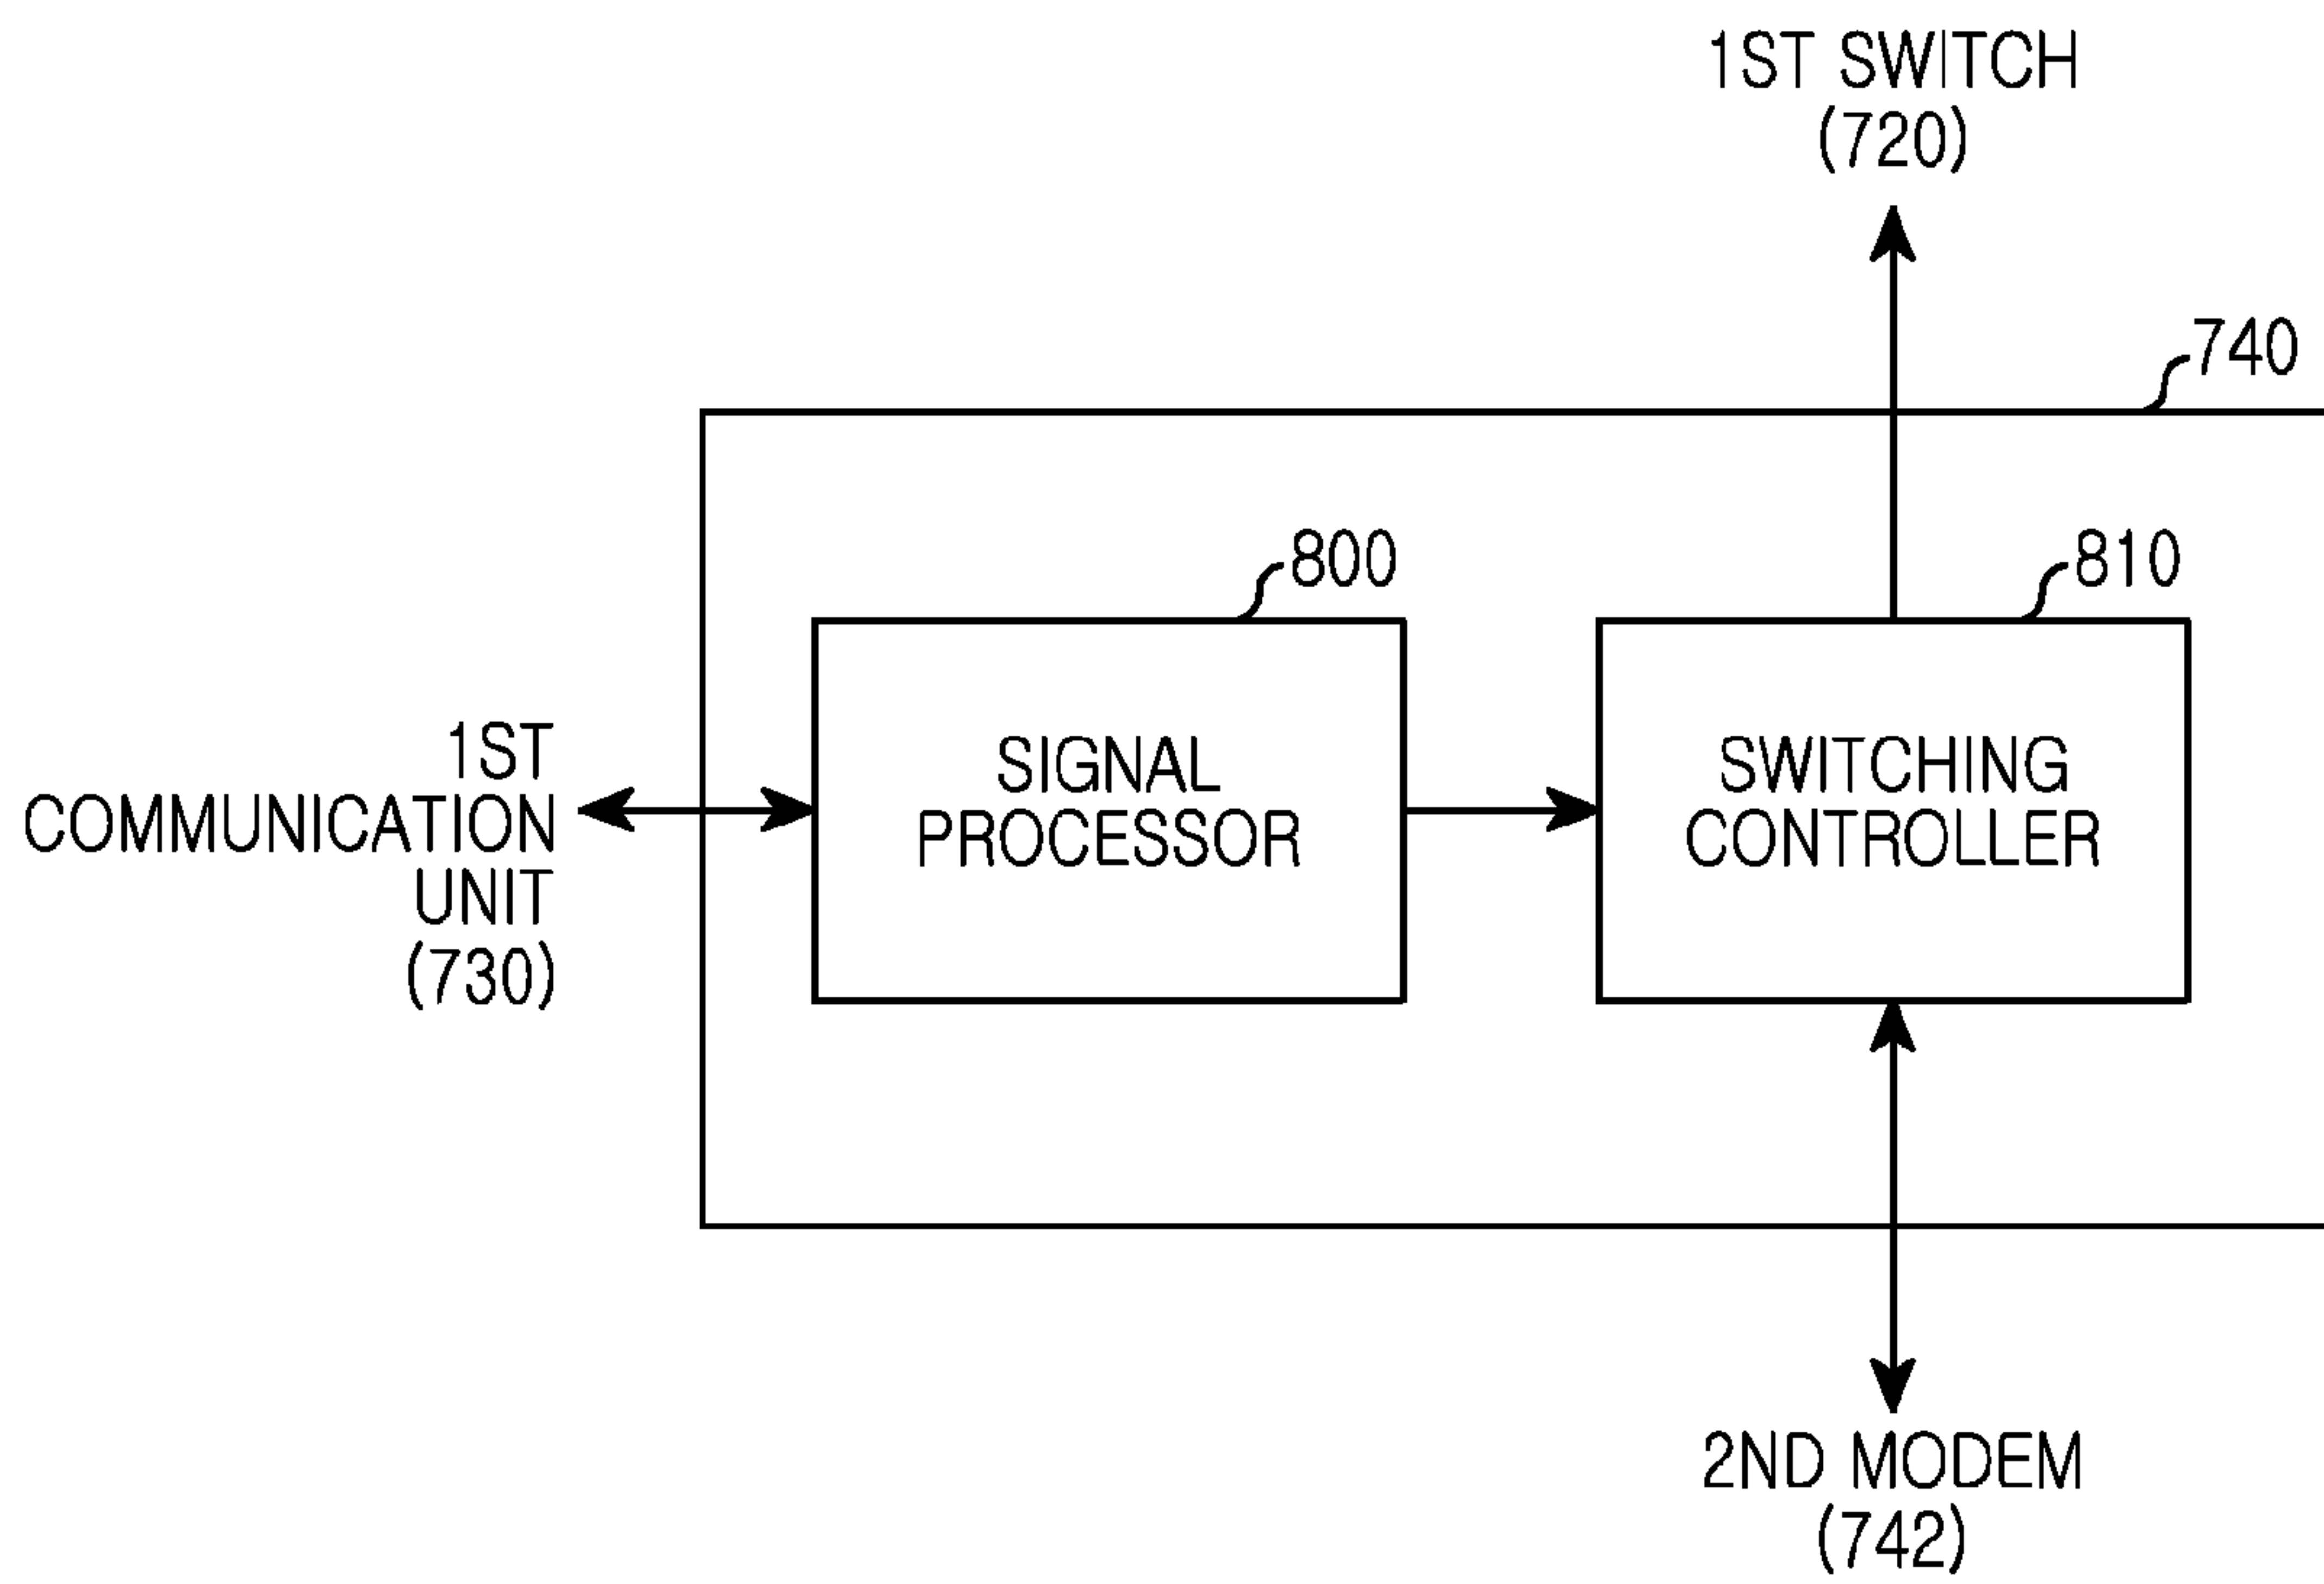 1ST SWITCH
(720)
740
800
810
1ST
COMMUNICATION
UNIT
(730)
SIGNAL
PROCESSOR
SWITCHING
CONTROLLER
2ND MODEM
(742)